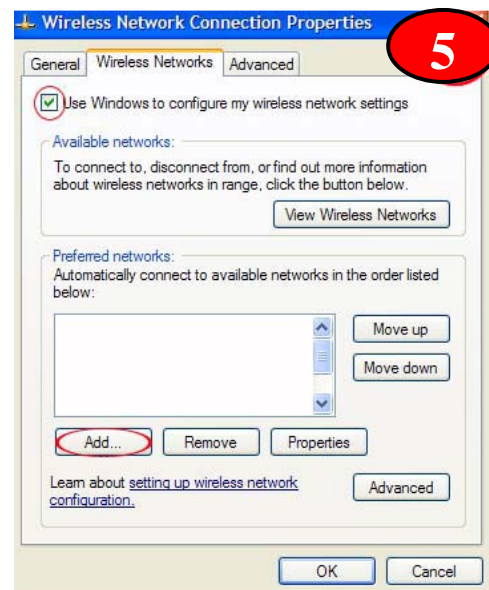 Wireless Network Connection Properties
5
General Wireless Networks Advanced
Use Windows to configure my wireless network settings
Available networks:
To connect to, disconnect from, or find out more information
about wireless networks in range, click the button below.
View Wireless Networks
Preferred networks:
Automatically connect to available networks in the order listed
below:
Move up
Move down
Add... Remove Properties
Learn about setting up wireless network
configuration.
Advanced
OK Cancel